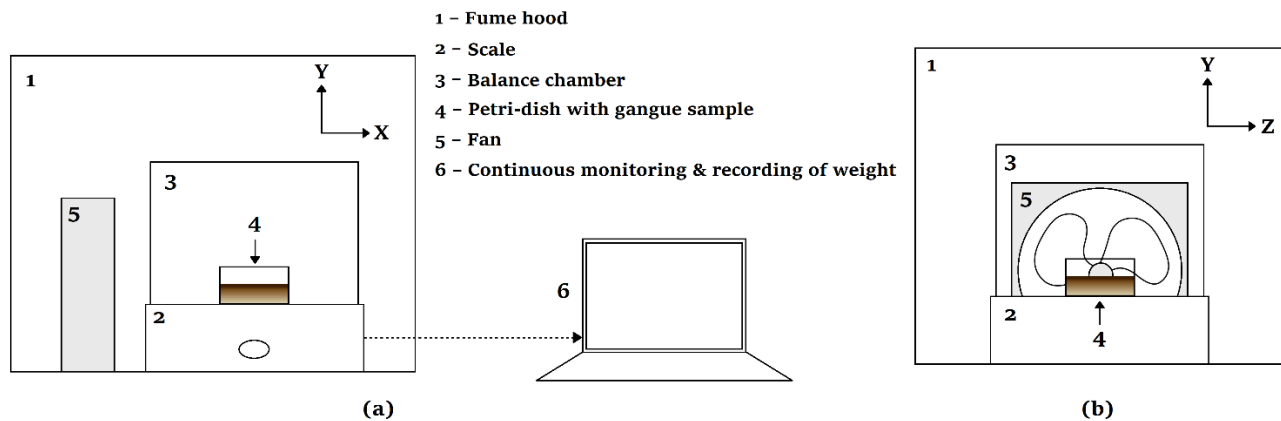 1 – Fume hood
2 – Scale
3 – Balance chamber
4 – Petri-dish with gangue sample
5 – Fan
6 – Continuous monitoring & recording of weight
1
Y
X
3
5
4
2
6
(a)
1
Y
Z
3
5
2
4
(b)